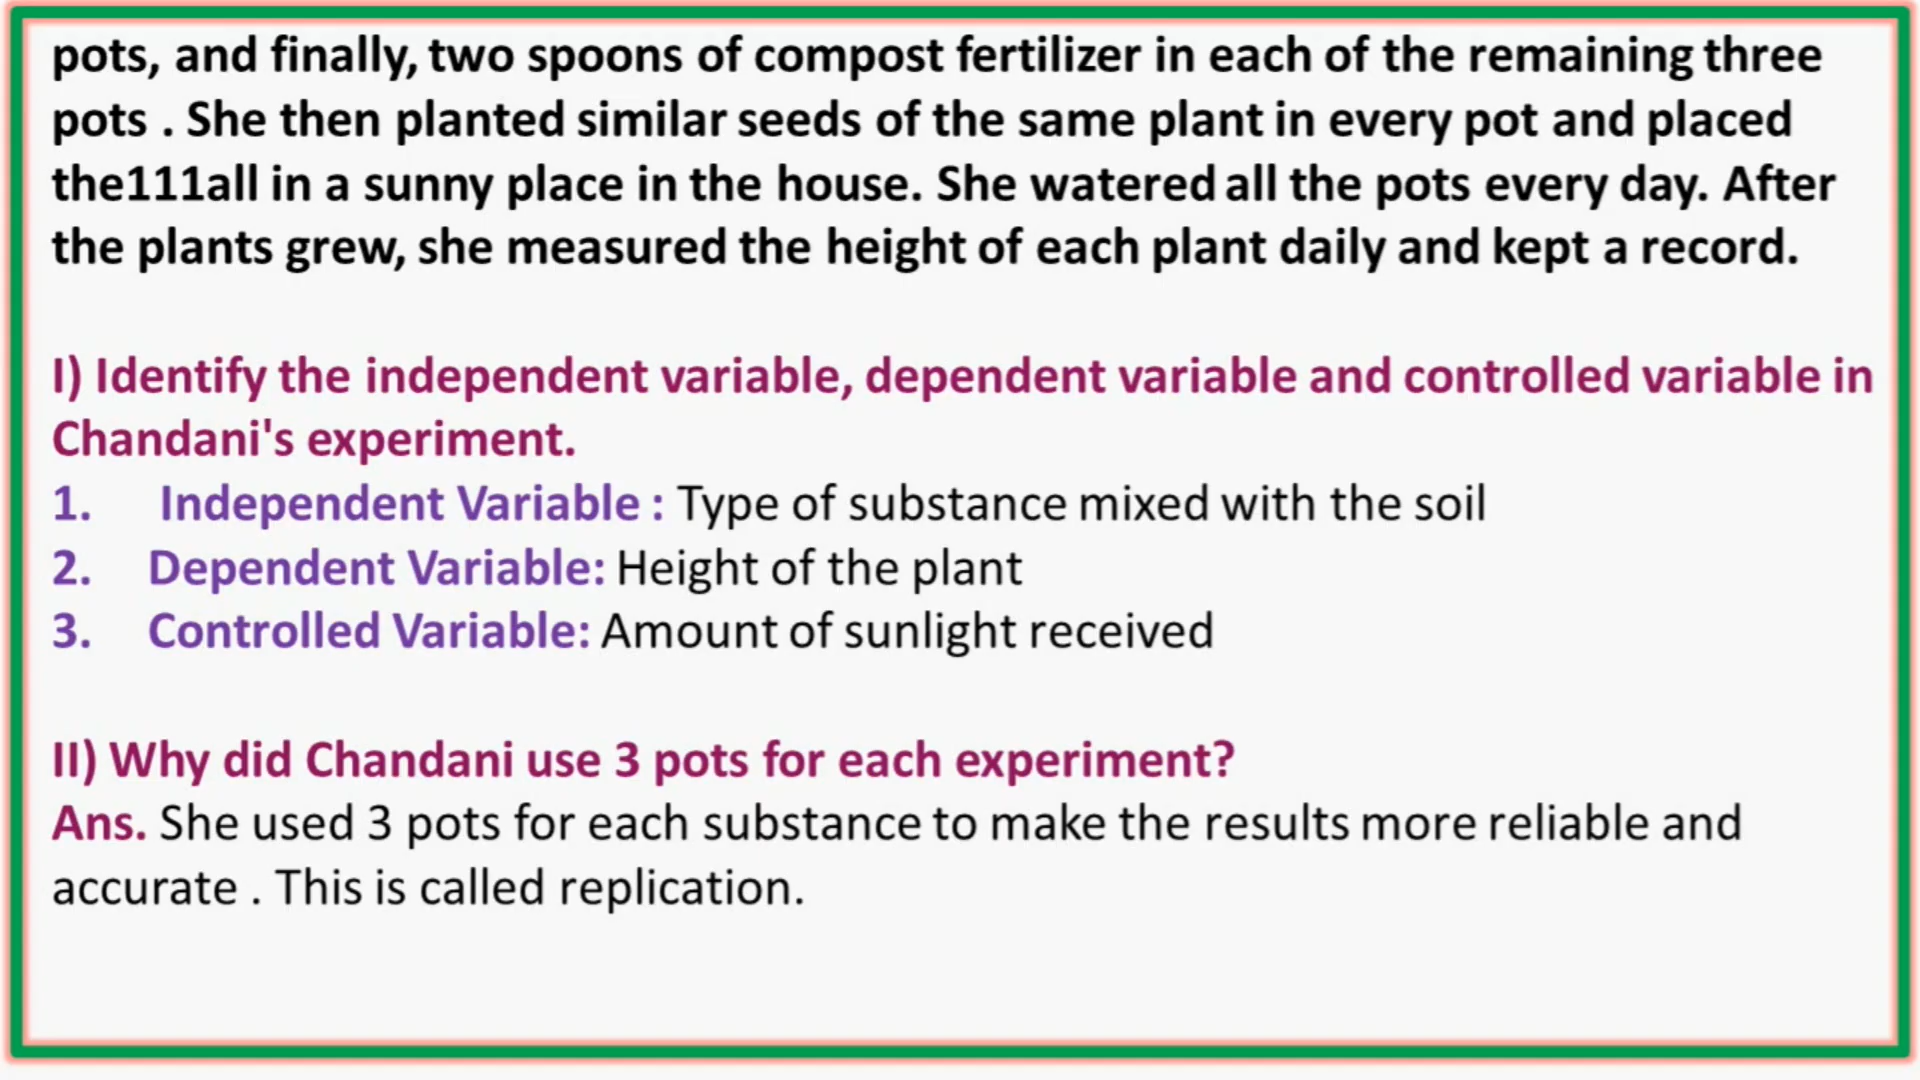 pots, and finally, two spoons of compost fertilizer in each of the remaining three
pots . She then planted similar seeds of the same plant in every pot and placed
the111all in a sunny place in the house. She watered all the pots every day. After
the plants grew, she measured the height of each plant daily and kept a record.
I) Identify the independent variable, dependent variable and controlled variable in
Chandani's experiment.
1. Independent Variable : Type of substance mixed with the soil
2. Dependent Variable: Height of the plant
3. Controlled Variable: Amount of sunlight received
II) Why did Chandani use 3 pots for each experiment?
Ans. She used 3 pots for each substance to make the results more reliable and
accurate . This is called replication.